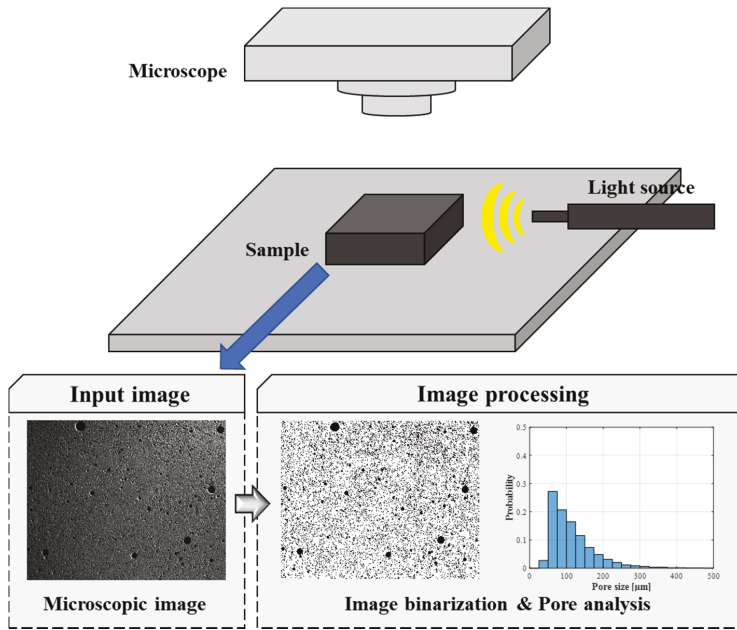 Microscope
Light source
Sample
Input image
Image processing
Microscopic image
0.5
0.4
0.3
0.2
0.1
0
0
100
200
300
400
500
Probability
Pore size [μm]
Image binarization & Pore analysis